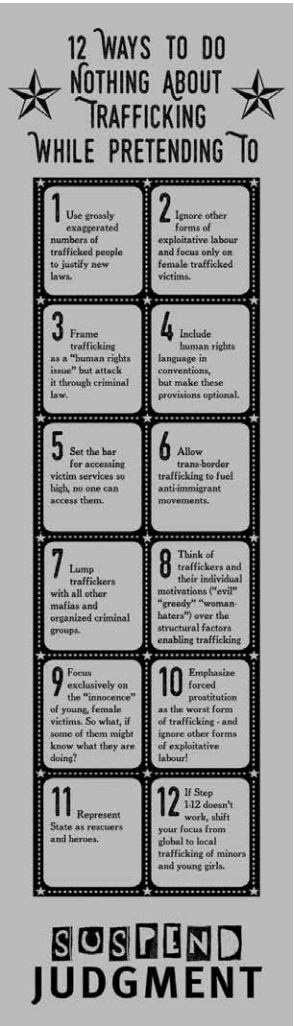 12 WAYS TO DO
NOTHING ABOUT
TRAFFICKING
WHILE PRETENDING TO
1 Use grossly
exaggerated
numbers of
trafficked people
to justify new
laws.
2 Ignore other
forms of
exploitative labour
and focus only on
female trafficked
victims.
3 Frame
trafficking
as a "human rights
issue" but attack
it through criminal
law.
4 Include
human rights
language in
conventions,
but make these
provisions optional.
5 Set the bar
for accessing
victim services so
high, no one can
access them.
6 Allow
trans-border
trafficking to fuel
anti-immigrant
movements.
7 Lump
traffickers
with all other
mafias and
organized criminal
groups.
8 Think of
traffickers and
their individual
motivations ("evil"
"greedy" "woman-
haters") over the
structural factors
enabling trafficking
9 Focus
exclusively on
the "innocence"
of young, female
victims. So what, if
some of them might
know what they are
doing?
10 Emphasize
forced
prostitution
as the worst form
of trafficking - and
ignore other forms
of exploitative
labour!
11 Represent
State as rescuers
and heroes.
12 If Step
1-12 doesn't
work, shift
your focus from
global to local
trafficking of minors
and young girls.
SUSPEND
JUDGMENT